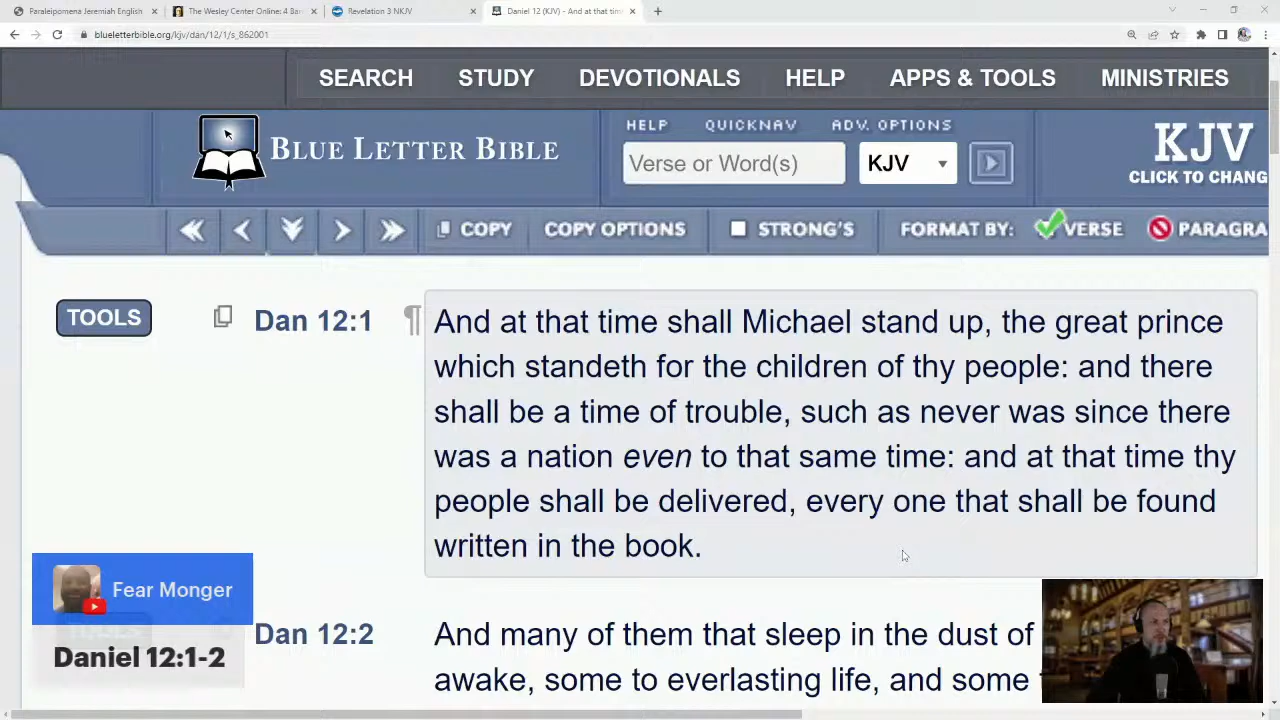 Paraleipomena Jeremiah English
The Wesley Center Online: 4 Bar
Revelation 3 NKJV
Daniel 12 (KJV) - And at that tim
blueletterbible.org/kjv/dan/12/1/s_862001
SEARCH STUDY DEVOTIONALS HELP APPS & TOOLS MINISTRIES
HELP QUICKNAV ADV. OPTIONS
BLUE LETTER BIBLE
Verse or Word(s) KJV
KJV
CLICK TO CHANG
COPY COPY OPTIONS STRONG'S FORMAT BY: VERSE PARAGRA
TOOLS
Dan 12:1 ¶ And at that time shall Michael stand up, the great prince
which standeth for the children of thy people: and there
shall be a time of trouble, such as never was since there
was a nation even to that same time: and at that time thy
people shall be delivered, every one that shall be found
written in the book.
Fear Monger
TOOLS
Daniel 12:1-2
Dan 12:2 And many of them that sleep in the dust of
awake, some to everlasting life, and some